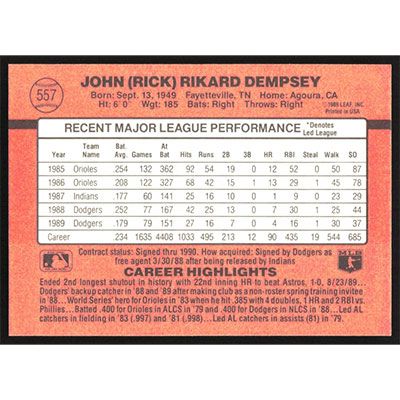 557
JOHN (RICK) RIKARD DEMPSEY
Born: Sept. 13, 1949 Fayetteville, TN Home: Agoura, CA
Ht: 6'0" Wgt: 185 Bats: Right Throws: Right
© 1989 LEAF, INC.
Printed in USA
RECENT MAJOR LEAGUE PERFORMANCE *Denotes Led League
Year Team Name Bat. Avg. Games At Bat Hits Runs 2B 3B HR RBI Steal Walk SO
1985 Orioles .254 132 362 92 54 19 0 12 52 0 50 87
1986 Orioles .208 122 327 68 42 15 1 13 29 1 45 78
1987 Indians .177 60 141 25 16 10 0 1 9 0 23 29
1988 Dodgers .252 77 167 42 25 13 0 7 30 1 25 44
1989 Dodgers .179 79 151 27 16 7 0 4 16 1 30 37
Career .234 1635 4408 1033 495 213 12 90 435 19 544 685
Contract status: Signed thru 1990. How acquired: Signed by Dodgers as
free agent 3/30/88 after being released by Indians
MLB
CAREER HIGHLIGHTS
Ended 2nd longest shutout in history with 22nd inning HR to beat Astros, 1-0, 8/23/89...
Dodgers' backup catcher in '88 and '89 after making club as a non-roster spring training invitee
in '88... World Series' hero for Orioles in '83 when he hit .385 with 4 doubles, 1 HR and 2 RBI vs.
Phillies... Batted .400 for Orioles in ALCS in '79 and .400 for Dodgers in NLCS in '88... Led AL
catchers in fielding in '83 (.997) and '81 (.998)... Led AL catchers in assists (81) in '79.